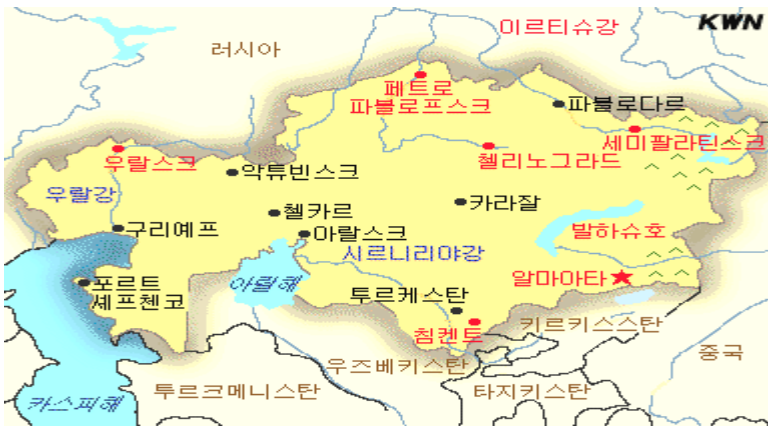 KWN
이르티슈강
러시아
페트로
파블로프스크
파블로다르
세미팔라틴스크
우랄스크
첼리노그라드
악튜빈스크
우랄강
카라잘
첼카르
구리예프
아랄스크
발하슈호
시르니리야강
알마아타
포르트
셰프첸코
아랄해
투르케스탄
침켄트
키르키스스탄
중국
우즈베키스탄
투르크메니스탄
타지키스탄
카스피해